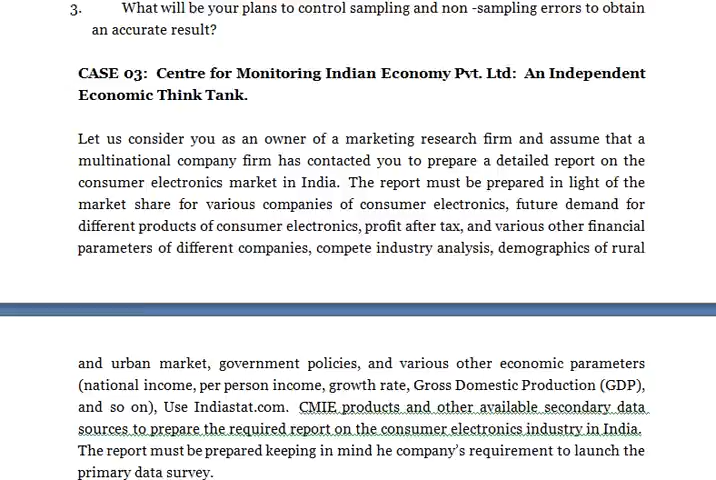 3. What will be your plans to control sampling and non -sampling errors to obtain
an accurate result?
CASE 03: Centre for Monitoring Indian Economy Pvt. Ltd: An Independent
Economic Think Tank.
Let us consider you as an owner of a marketing research firm and assume that a
multinational company firm has contacted you to prepare a detailed report on the
consumer electronics market in India. The report must be prepared in light of the
market share for various companies of consumer electronics, future demand for
different products of consumer electronics, profit after tax, and various other financial
parameters of different companies, compete industry analysis, demographics of rural
and urban market, government policies, and various other economic parameters
(national income, per person income, growth rate, Gross Domestic Production (GDP),
and so on), Use Indiastat.com. CMIE products and other available secondary data
sources to prepare the required report on the consumer electronics industry in India.
The report must be prepared keeping in mind he company's requirement to launch the
primary data survey.